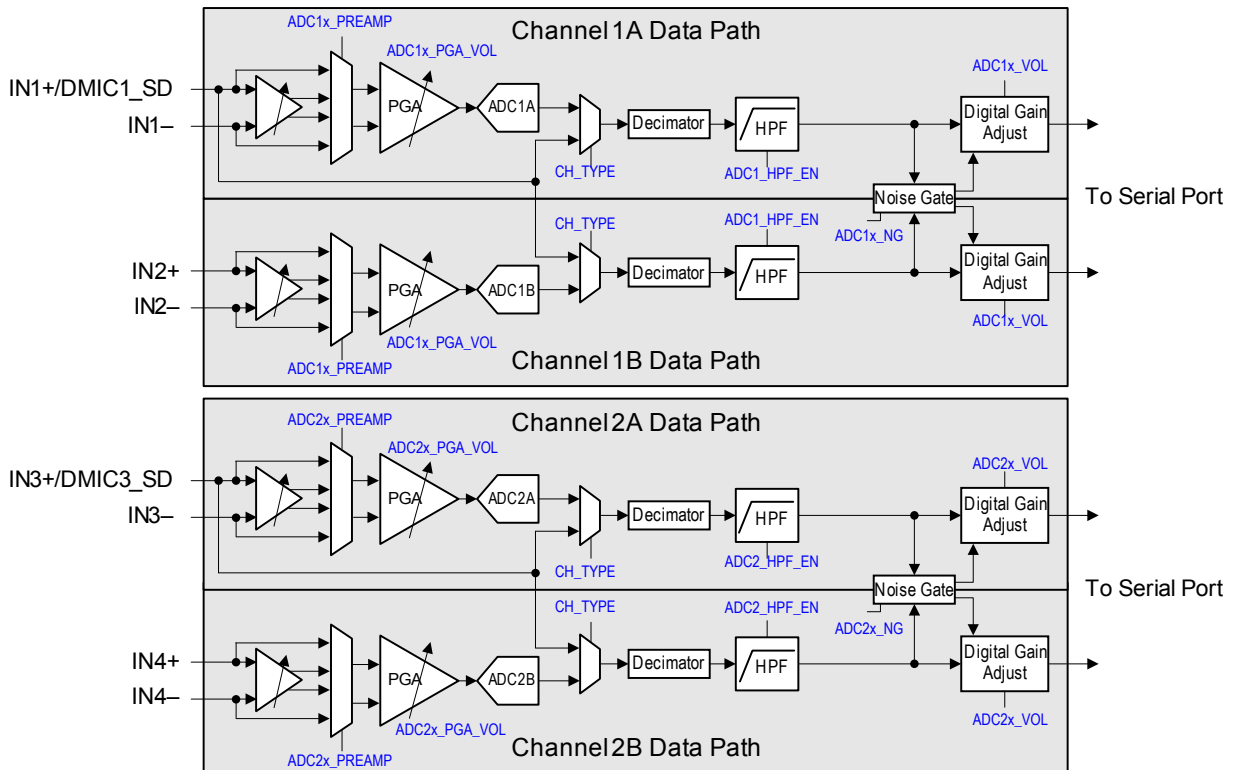 ADC1x_PREAMP
Channel 1A Data Path
ADC1x_PGA_VOL
ADC1x_VOL
IN1+/DMIC1_SD
PGA
ADC1A
Decimator
HPF
Digital Gain
Adjust
IN1–
CH_TYPE
ADC1_HPF_EN
Noise Gate
To Serial Port
CH_TYPE
ADC1_HPF_EN
ADC1x_NG
IN2+
PGA
ADC1B
Decimator
HPF
Digital Gain
Adjust
IN2–
ADC1x_VOL
ADC1x_PGA_VOL
ADC1x_PREAMP
Channel 1B Data Path
ADC2x_PREAMP
Channel 2A Data Path
ADC2x_PGA_VOL
ADC2x_VOL
IN3+/DMIC3_SD
PGA
ADC2A
Decimator
HPF
Digital Gain
Adjust
IN3–
CH_TYPE
ADC2_HPF_EN
Noise Gate
To Serial Port
CH_TYPE
ADC2_HPF_EN
ADC2x_NG
IN4+
PGA
ADC2B
Decimator
HPF
Digital Gain
Adjust
IN4–
ADC2x_VOL
ADC2x_PGA_VOL
ADC2x_PREAMP
Channel 2B Data Path